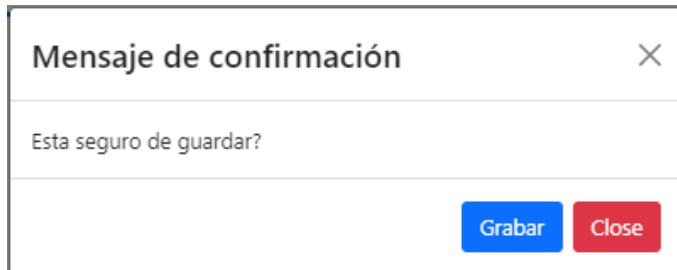 Mensaje de confirmación
Esta seguro de guardar?
Grabar Close